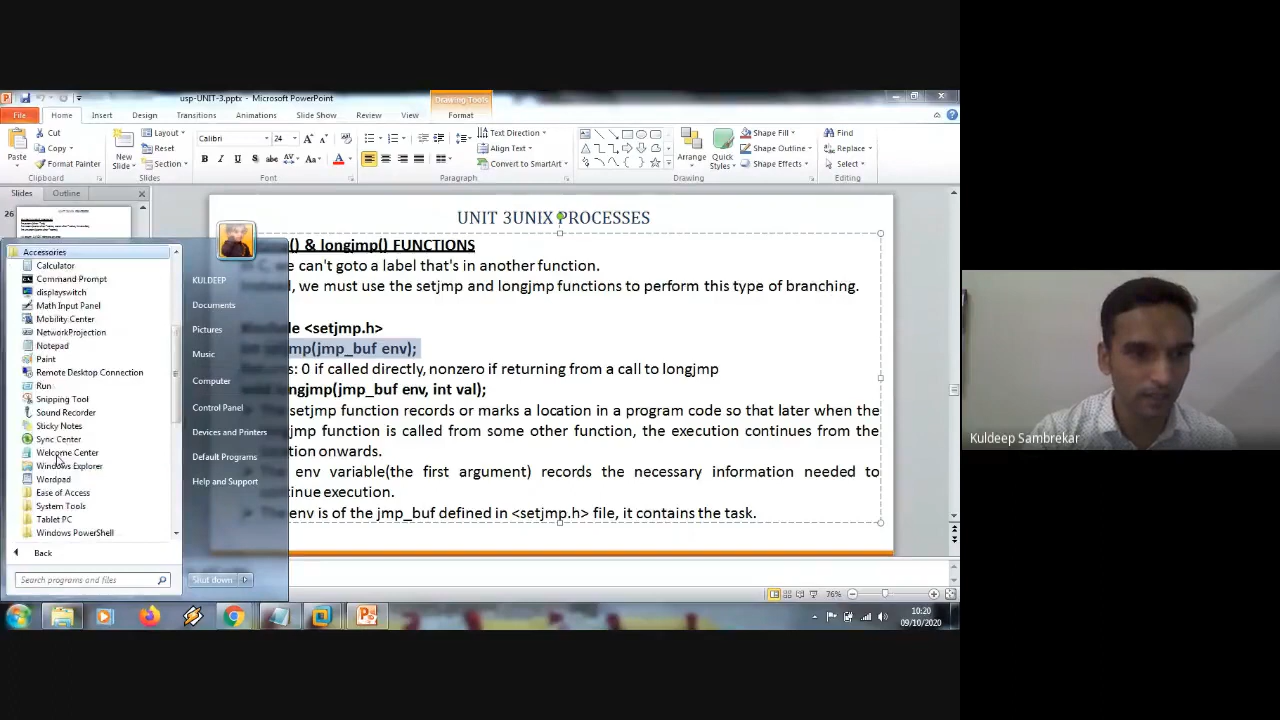 usp-UNIT-3.pptx - Microsoft PowerPoint
Drawing Tools
File Home Insert Design Transitions Animations Slide Show Review View Format
Paste
Cut
Copy
Format Painter
Clipboard
New Slide
Layout
Reset
Section
Slides
Calibri 24
Font
Paragraph
Text Direction
Align Text
Convert to SmartArt
Arrange
Quick Styles
Shape Fill
Shape Outline
Shape Effects
Drawing
Find
Replace
Select
Editing
Slides Outline
26
UNIT 3UNIX PROCESSES
() & longjmp() FUNCTIONS
we can't goto a label that's in another function.
we must use the setjmp and longjmp functions to perform this type of branching.
<setjmp.h>
(jmp_buf env);
0 if called directly, nonzero if returning from a call to longjmp
longjmp(jmp_buf env, int val);
The setjmp function records or marks a location in a program code so that later when the
function is called from some other function, the execution continues from the
onwards.
The env variable(the first argument) records the necessary information needed to
continue execution.
The env is of the jmp_buf defined in <setjmp.h> file, it contains the task.
Accessories
Calculator
Command Prompt
displayswitch
Math Input Panel
Mobility Center
NetworkProjection
Notepad
Paint
Remote Desktop Connection
Run
Snipping Tool
Sound Recorder
Sticky Notes
Sync Center
Welcome Center
Windows Explorer
Wordpad
Ease of Access
System Tools
Tablet PC
Windows PowerShell
Back
Search programs and files
KULDEEP
Documents
Pictures
Music
Computer
Control Panel
Devices and Printers
Default Programs
Help and Support
Shut down
76%
10:20
09/10/2020
Kuldeep Sambrekar